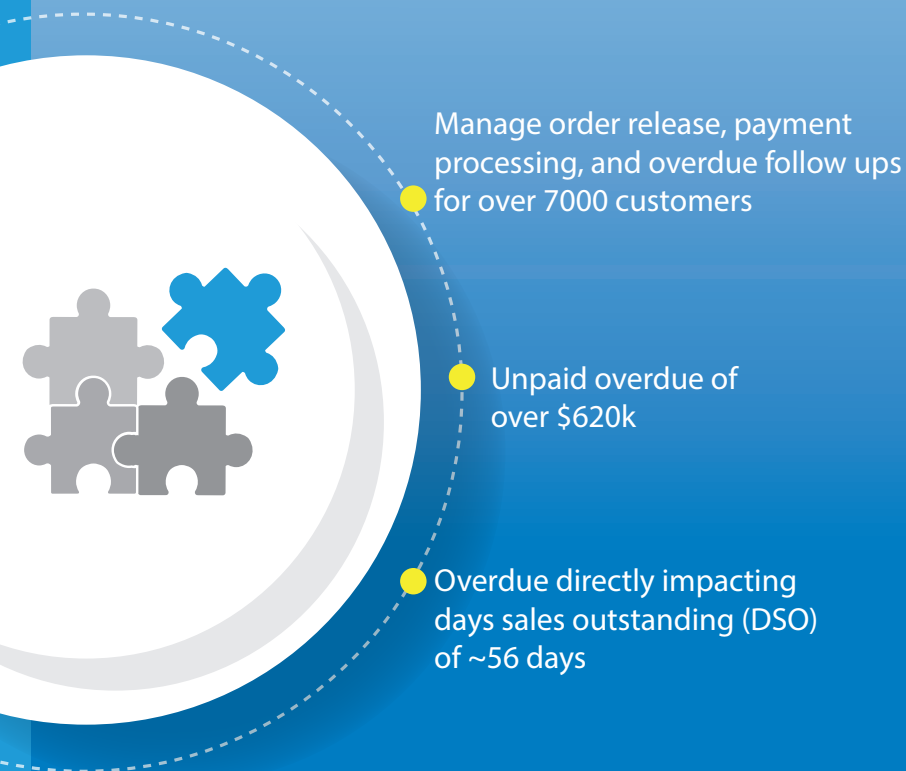 Manage order release, payment
processing, and overdue follow ups
for over 7000 customers
Unpaid overdue of
over $620k
Overdue directly impacting
days sales outstanding (DSO)
of ~56 days